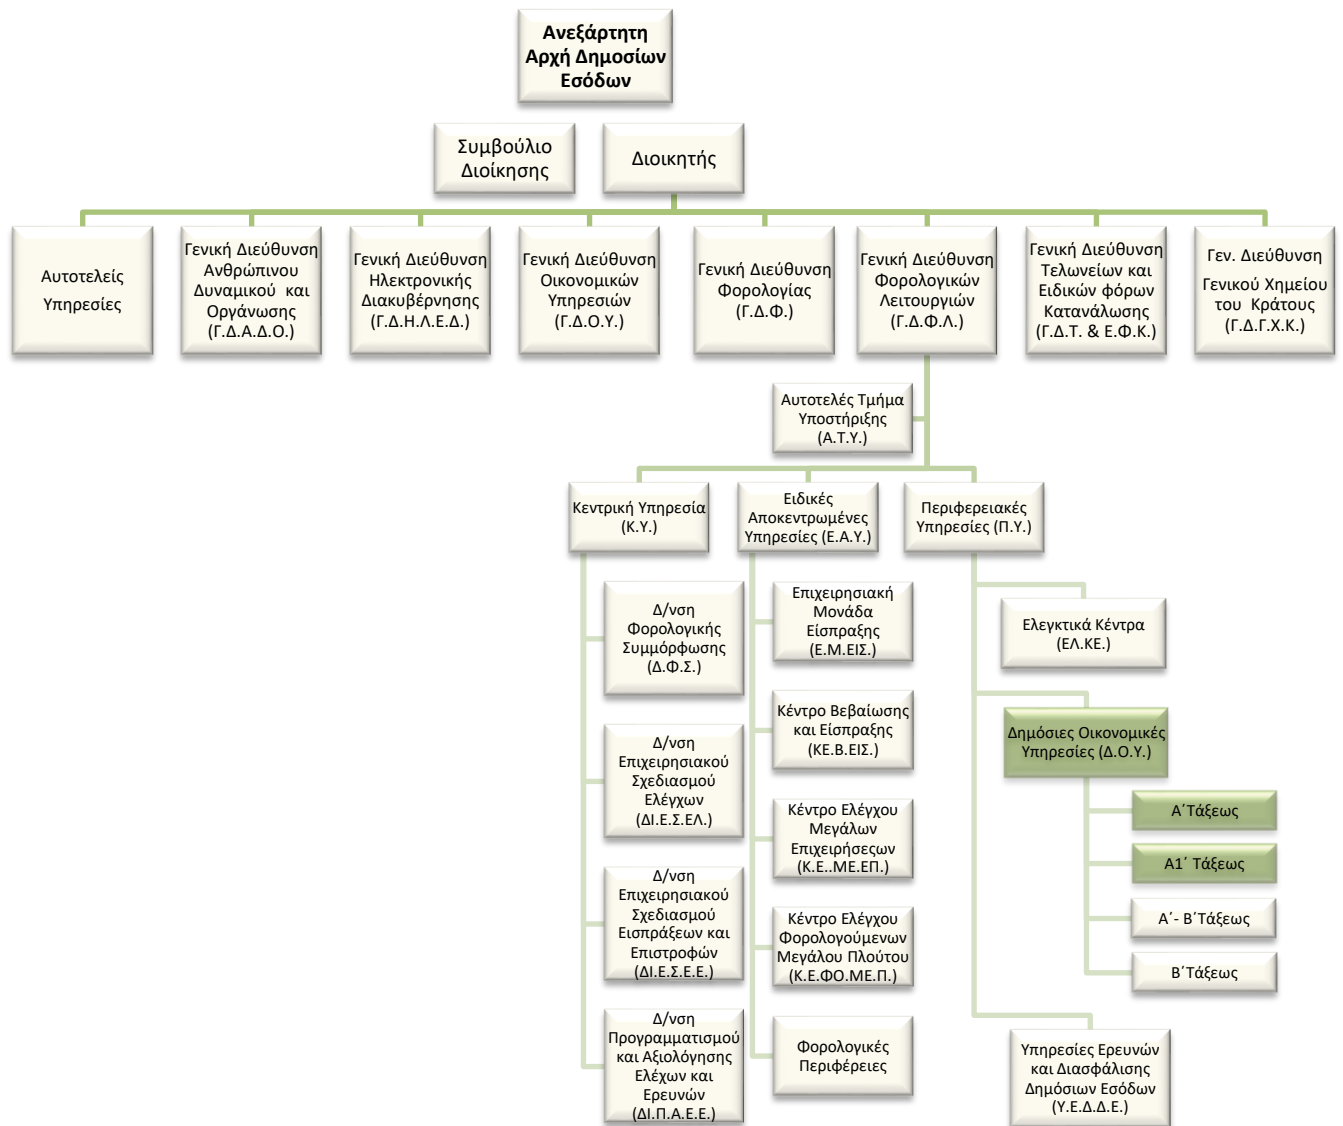 Ανεξάρτητη
Αρχή Δημοσίων
Εσόδων
Συμβούλιο
Διοίκησης
Διοικητής
Αυτοτελείς
Υπηρεσίες
Γενική Διεύθυνση
Ανθρώπινου
Δυναμικού και
Οργάνωσης
(Γ.Δ.Α.Δ.Ο.)
Γενική Διεύθυνση
Ηλεκτρονικής
Διακυβέρνησης
(Γ.Δ.Η.Λ.Ε.Δ.)
Γενική Διεύθυνση
Οικονομικών
Υπηρεσιών
(Γ.Δ.Ο.Υ.)
Γενική Διεύθυνση
Φορολογίας
(Γ.Δ.Φ.)
Γενική Διεύθυνση
Φορολογικών
Λειτουργιών
(Γ.Δ.Φ.Λ.)
Γενική Διεύθυνση
Τελωνείων και
Ειδικών φόρων
Κατανάλωσης
(Γ.Δ.Τ. & Ε.Φ.Κ.)
Γεν. Διεύθυνση
Γενικού Χημείου
του Κράτους
(Γ.Δ.Γ.Χ.Κ.)
Αυτοτελές Τμήμα
Υποστήριξης
(Α.Τ.Υ.)
Κεντρική Υπηρεσία
(Κ.Υ.)
Ειδικές
Αποκεντρωμένες
Υπηρεσίες (Ε.Α.Υ.)
Περιφερειακές
Υπηρεσίες (Π.Υ.)
Δ/νση
Φορολογικής
Συμμόρφωσης
(Δ.Φ.Σ.)
Δ/νση
Επιχειρησιακού
Σχεδιασμού
Ελέγχων
(ΔΙ.Ε.Σ.ΕΛ.)
Δ/νση
Επιχειρησιακού
Σχεδιασμού
Εισπράξεων και
Επιστροφών
(ΔΙ.Ε.Σ.Ε.Ε.)
Δ/νση
Προγραμματισμού
και Αξιολόγησης
Ελέχων και
Ερευνών
(ΔΙ.Π.Α.Ε.Ε.)
Επιχειρησιακή
Μονάδα
Είσπραξης
(Ε.Μ.ΕΙΣ.)
Κέντρο Βεβαίωσης
και Είσπραξης
(ΚΕ.Β.ΕΙΣ.)
Κέντρο Ελέγχου
Μεγάλων
Επιχειρήσεςων
(Κ.Ε..ΜΕ.ΕΠ.)
Κέντρο Ελέγχου
Φορολογούμενων
Μεγάλου Πλούτου
(Κ.Ε.ΦΟ.ΜΕ.Π.)
Φορολογικές
Περιφέρειες
Ελεγκτικά Κέντρα
(ΕΛ.ΚΕ.)
Δημόσιες Οικονομικές
Υπηρεσίες (Δ.Ο.Υ.)
Α΄Τάξεως
Α1΄ Τάξεως
Α΄- Β΄Τάξεως
Β΄Τάξεως
Υπηρεσίες Ερευνών
και Διασφάλισης
Δημόσιων Εσόδων
(Υ.Ε.Δ.Δ.Ε.)